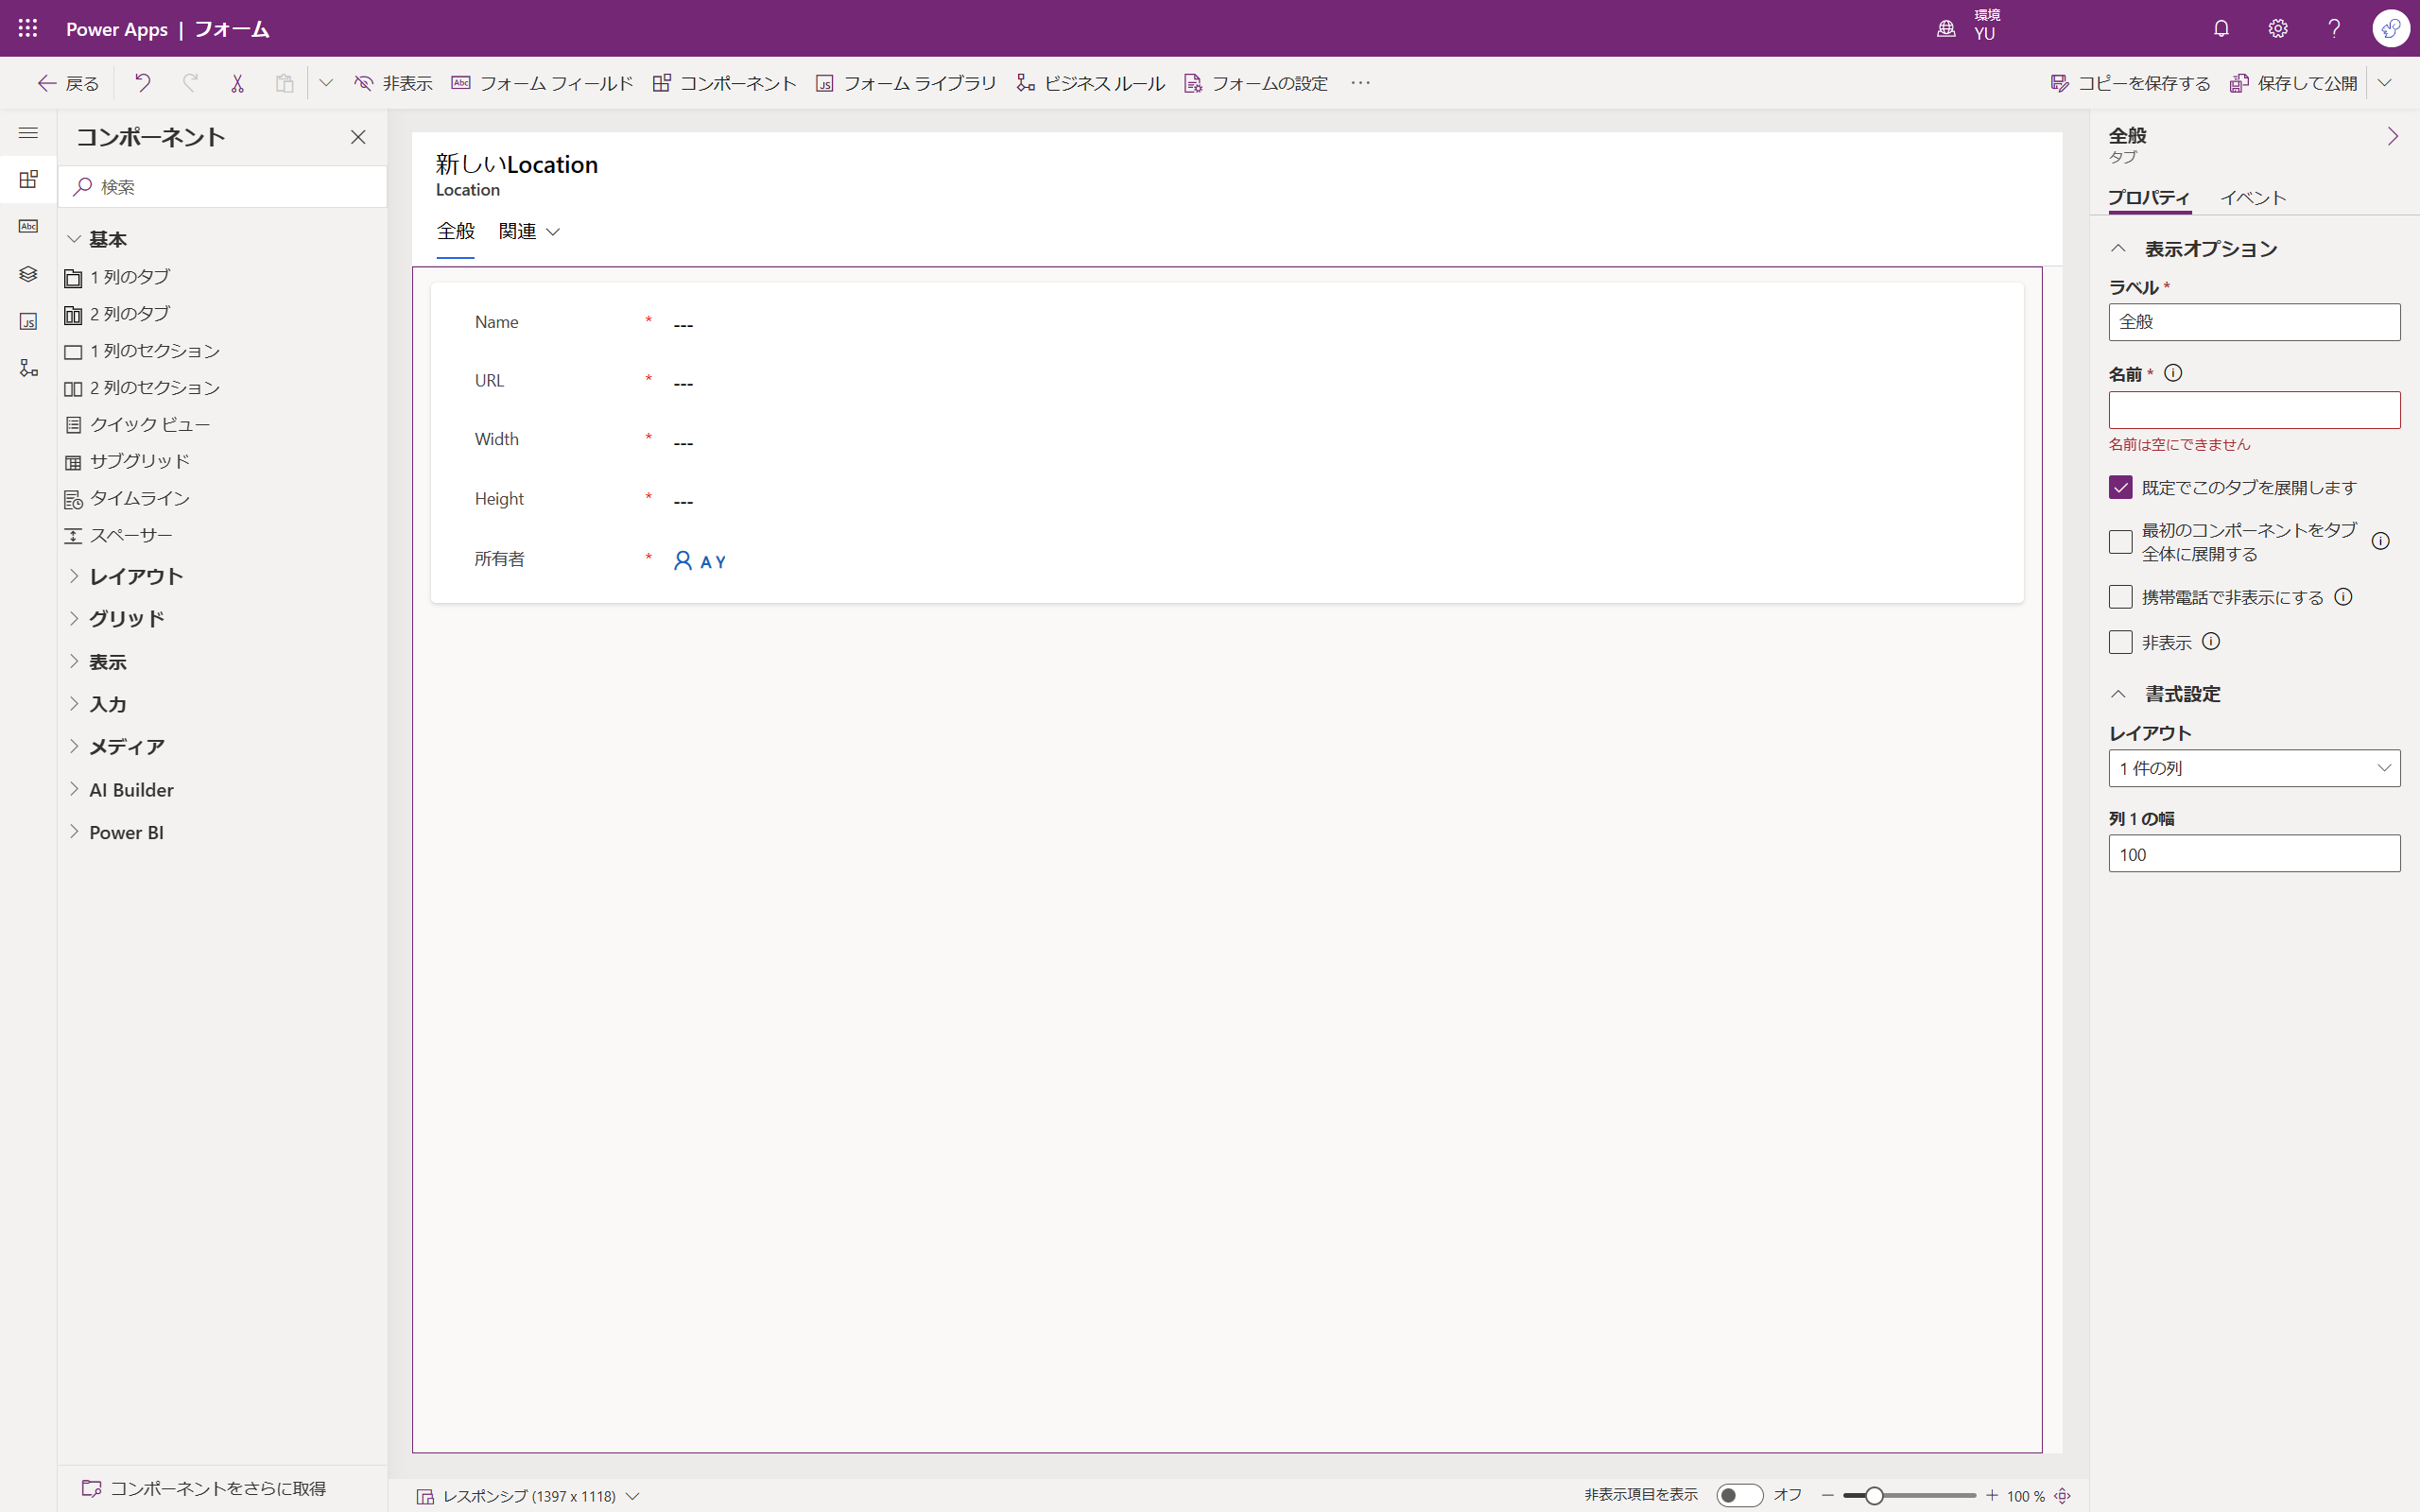 Power Apps | フォーム
環境
YU
戻る
非表示
Abc フォーム フィールド
コンポーネント
JS フォーム ライブラリ
ビジネス ルール
フォームの設定
コピーを保存する
保存して公開
コンポーネント
検索
Abc
JS
基本
1 列のタブ
2 列のタブ
1 列のセクション
2 列のセクション
クイック ビュー
サブグリッド
タイムライン
スペーサー
レイアウト
グリッド
表示
入力
メディア
AI Builder
Power BI
コンポーネントをさらに取得
新しいLocation
Location
全般 関連
Name * ---
URL * ---
Width * ---
Height * ---
所有者 * A Y
レスポンシブ (1397 x 1118)
非表示項目を表示 オフ
100 %
全般
タブ
プロパティ イベント
表示オプション
ラベル *
全般
名前 *
名前は空にできません
既定でこのタブを展開します
最初のコンポーネントをタブ
全体に展開する
携帯電話で非表示にする
非表示
書式設定
レイアウト
1 件の列
列 1 の幅
100